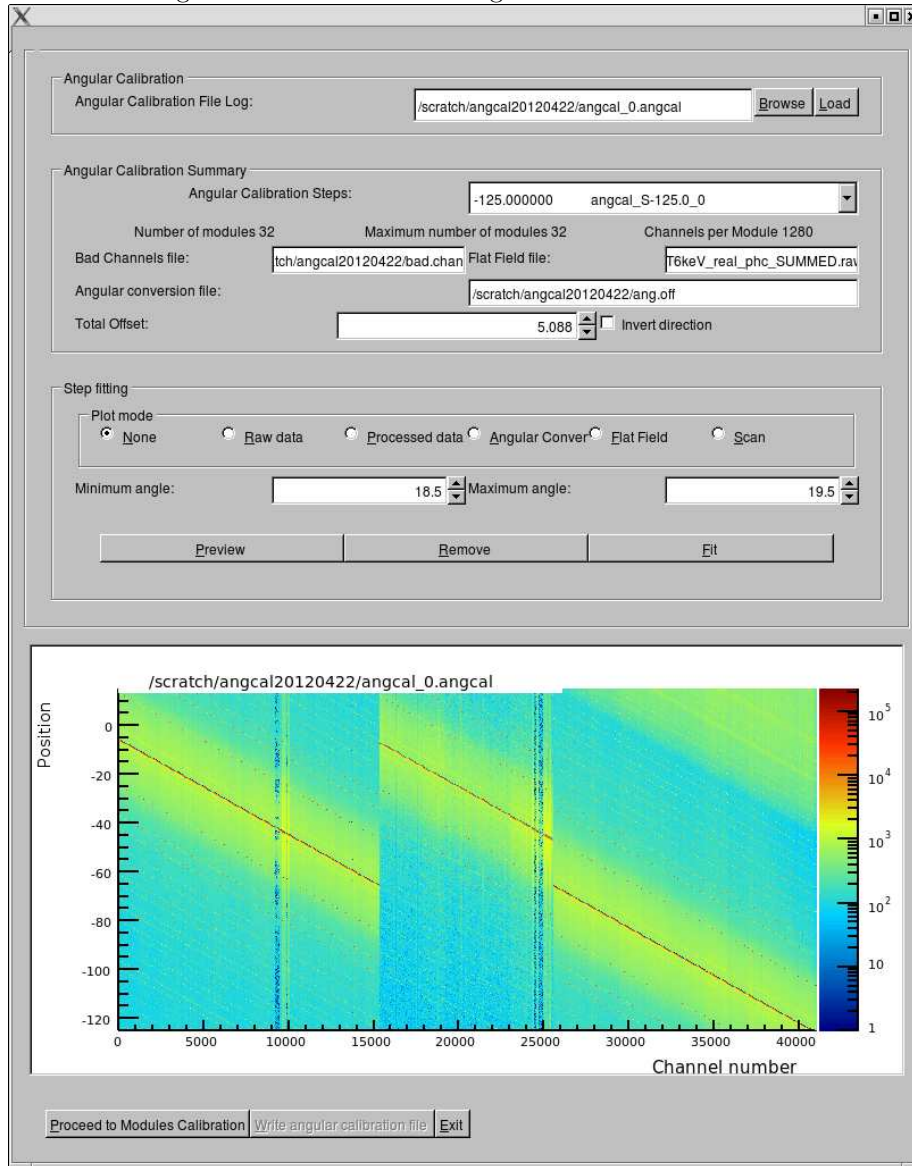 Angular Calibration
Angular Calibration File Log: /scratch/angcal20120422/angcal_0.angcal Browse Load
Angular Calibration Summary
Angular Calibration Steps: -125.000000 angcal_S-125.0_0
Number of modules 32 Maximum number of modules 32 Channels per Module 1280
Bad Channels file: tch/angcal20120422/bad.chan Flat Field file: T6keV_real_phc_SUMMED.rav
Angular conversion file: /scratch/angcal20120422/ang.off
Total Offset: 5.088 Invert direction
Step fitting
Plot mode
None Raw data Processed data Angular Conver Flat Field Scan
Minimum angle: 18.5 Maximum angle: 19.5
Preview Remove Fit
/scratch/angcal20120422/angcal_0.angcal
Position
0
-20
-40
-60
-80
-100
-120
10^5
10^4
10^3
10^2
10
1
0 5000 10000 15000 20000 25000 30000 35000 40000
Channel number
Proceed to Modules Calibration Write angular calibration file Exit